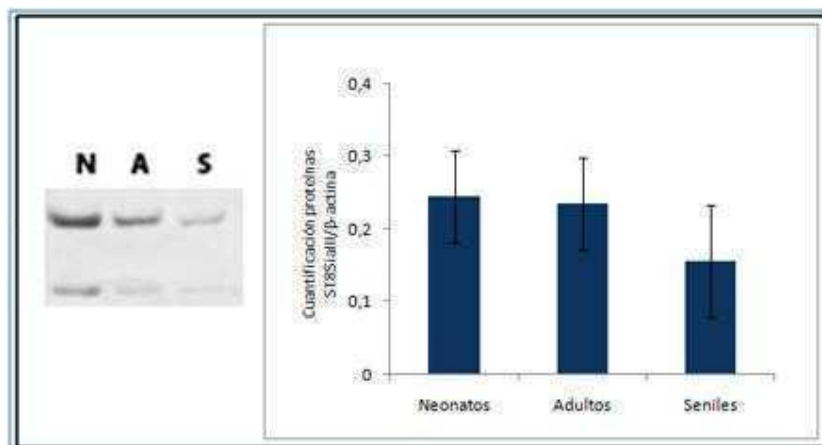 N A S
Cuantificación proteínas
ST8SiaIII/β-actina
0,4
0,3
0,2
0,1
0
Neonatos Adultos Seniles